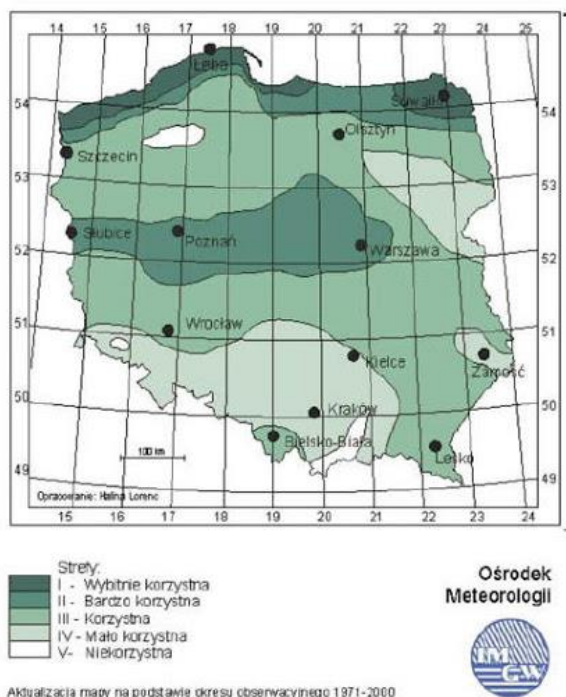 14 15 16 17 18 19 20 21 22 23 24 25
Łeba
Suwałki
54 54
Olsztyn
Szczecin
53 53
Słubice
Poznań
Warszawa
52 52
Wrocław
51 51
Kielce
Zamość
50 50
Kraków
Bielsko-Biała
Lesko
49 49
100 km
Opracowanie: Halina Lorenc
15 16 17 18 19 20 21 22 23 24
Strefy:
I - Wybitnie korzystna
II - Bardzo korzystna
III - Korzystna
IV - Mało korzystna
V- Niekorzystna
Ośrodek
Meteorologii
IM
GW
Aktualizacja mapy na podstawie okresu obserwacyjnego 1971-2000